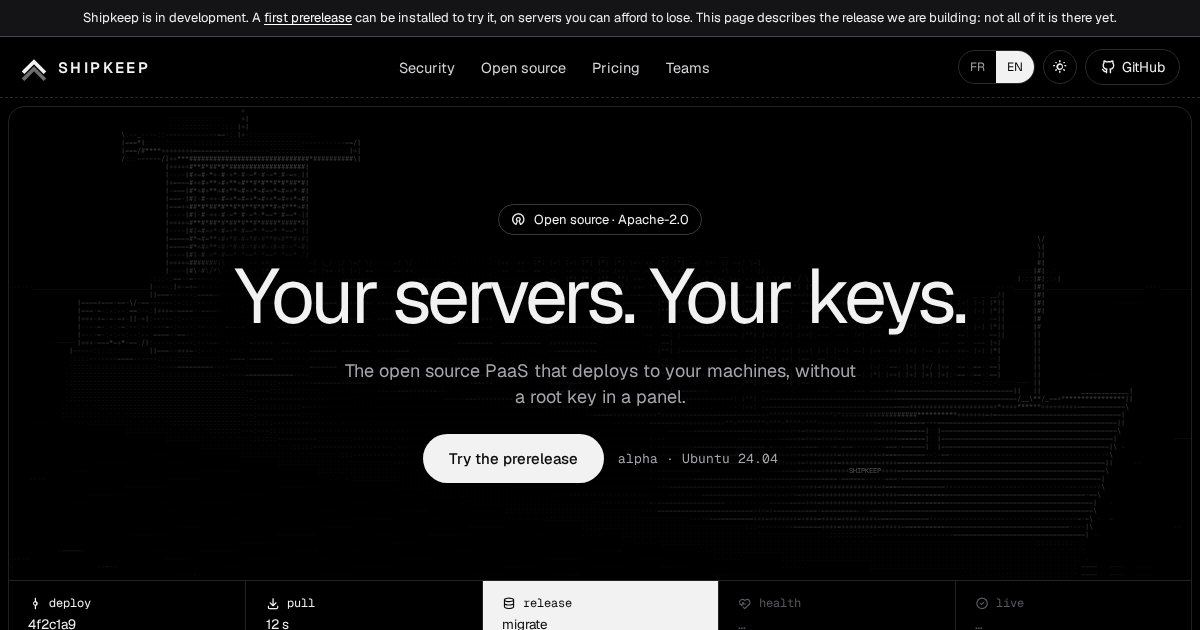 Shipkeep is in development. A first prerelease can be installed to try it, on servers you can afford to lose. This page describes the release we are building: not all of it is there yet.
SHIPKEEP
Security
Open source
Pricing
Teams
FR
EN
GitHub
Open source · Apache-2.0
Your servers. Your keys.
The open source PaaS that deploys to your machines, without
a root key in a panel.
Try the prerelease
alpha · Ubuntu 24.04
SHIPKEEP
deploy
4f2c1a9
pull
12 s
release
migrate
health
…
live
…